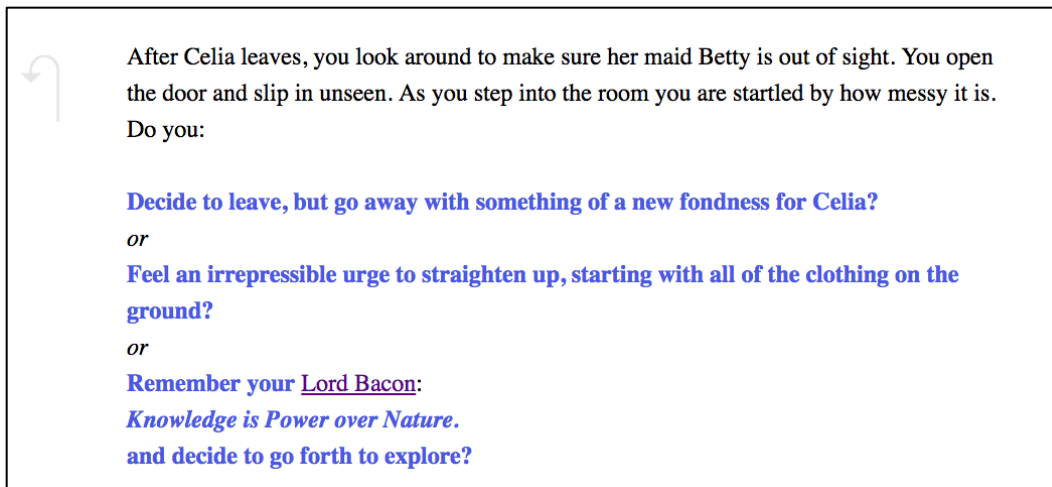 After Celia leaves, you look around to make sure her maid Betty is out of sight. You open
the door and slip in unseen. As you step into the room you are startled by how messy it is.
Do you:
Decide to leave, but go away with something of a new fondness for Celia?
or
Feel an irrepressible urge to straighten up, starting with all of the clothing on the
ground?
or
Remember your Lord Bacon:
Knowledge is Power over Nature.
and decide to go forth to explore?